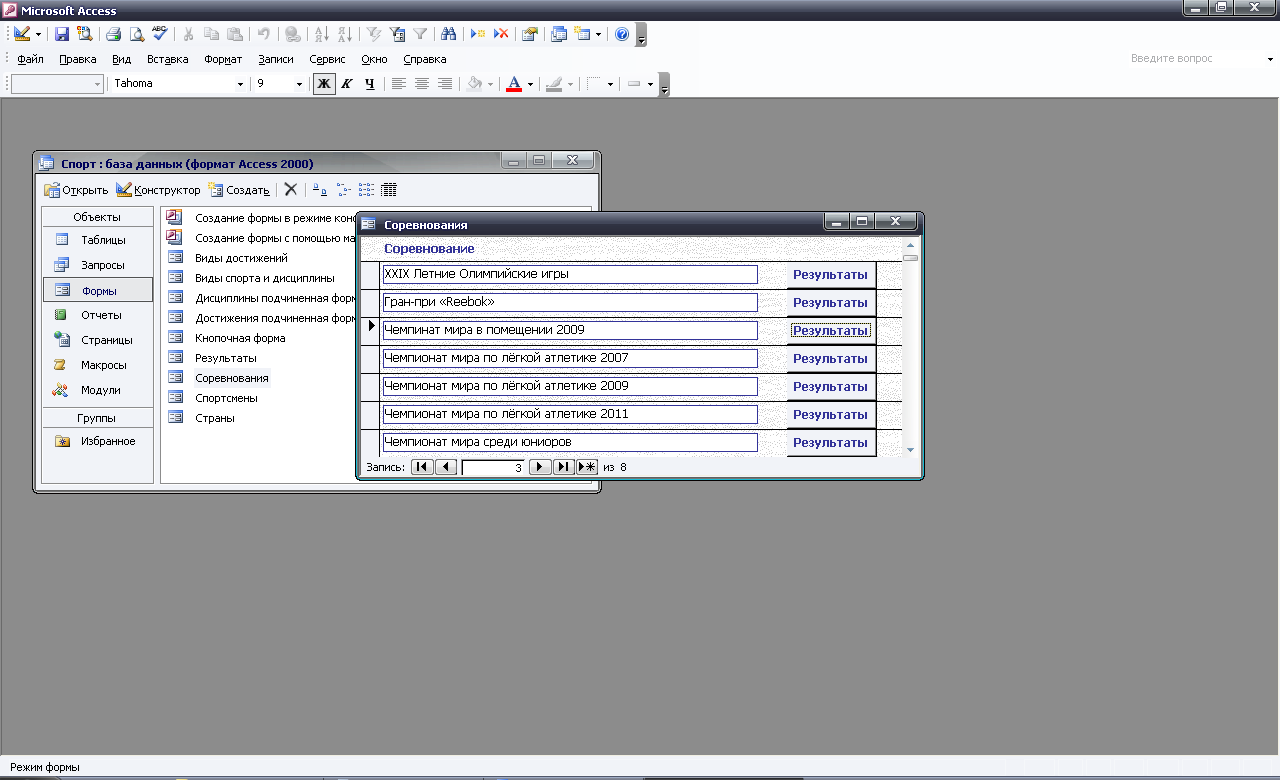 Microsoft Access
Файл Правка Вид Вставка Формат Записи Сервис Окно Справка Введите вопрос
Tahoma 9 Ж К Ч
Спорт : база данных (формат Access 2000)
Открыть Конструктор Создать
Объекты
Таблицы
Запросы
Формы
Отчеты
Страницы
Макросы
Модули
Группы
Избранное
Создание формы в режиме конс
Создание формы с помощью ма
Виды достижений
Виды спорта и дисциплины
Дисциплины подчиненная форм
Достижения подчиненная форм
Кнопочная форма
Результаты
Соревнования
Спортсмены
Страны
Соревнования
Соревнование
XXIX Летние Олимпийские игры Результаты
Гран-при «Reebok» Результаты
Чемпинат мира в помещении 2009 Результаты
Чемпионат мира по лёгкой атлетике 2007 Результаты
Чемпионат мира по лёгкой атлетике 2009 Результаты
Чемпионат мира по лёгкой атлетике 2011 Результаты
Чемпионат мира среди юниоров Результаты
Запись: 3 из 8
Режим формы